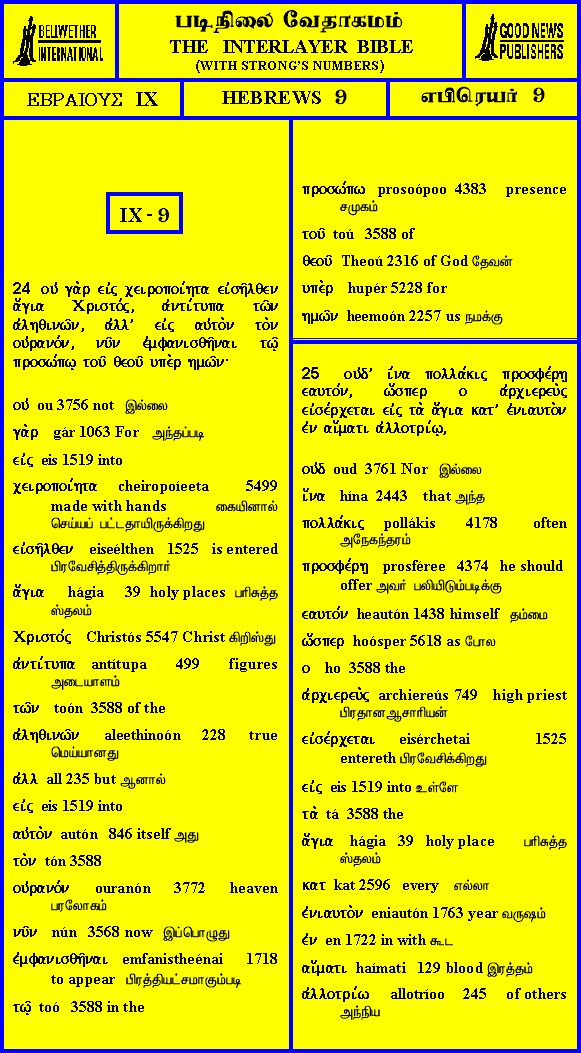 BELLWETHER
INTERNATIONAL
படிநிலை வேதாகமம்
THE INTERLAYER BIBLE
(WITH STRONG'S NUMBERS)
GOOD NEWS
PUBLISHERS
ΕΒΡΑΙΟΥΣ IX
HEBREWS 9
எபிரெயர் 9
IX - 9
24 οὐ γὰρ εἰς χειροποίητα εἰσῆλθεν
ἅγια Χριστός, ἀντίτυπα τῶν
ἀληθινῶν, ἀλλ' εἰς αὐτὸν τὸν
οὐρανόν, νῦν ἐμφανισθῆναι τῷ
προσώπῳ τοῦ θεοῦ υπὲρ ημῶν·
οὐ ou 3756 not இல்லை
γὰρ gár 1063 For அந்தப்படி
εἰς eis 1519 into
χειροποίητα cheiropoíeeta 5499
made with hands கையினால்
செய்யப் பட்டதாயிருக்கிறது
εἰσῆλθεν eiseélthen 1525 is entered
பிரவேசித்திருக்கிறார்
ἅγια hágia 39 holy places பரிசுத்த
ஸ்தலம்
Χριστός Christós 5547 Christ கிறிஸ்து
ἀντίτυπα antítupa 499 figures
அடையாளம்
τῶν toón 3588 of the
ἀληθινῶν aleethinoón 228 true
மெய்யானது
ἀλλ all 235 but ஆனால்
εἰς eis 1519 into
αὐτὸν autón 846 itself அது
τὸν tón 3588
οὐρανόν ouranón 3772 heaven
பரலோகம்
νῦν nún 3568 now இப்பொழுது
ἐμφανισθῆναι emfanistheénai 1718
to appear பிரத்தியட்சமாகும்படி
τῷ toó 3588 in the
προσώπω prosoópoo 4383 presence
சமுகம்
τοῦ toú 3588 of
θεοῦ Theoú 2316 of God தேவன்
υπὲρ hupér 5228 for
ημῶν heemoón 2257 us நமக்கு
25 οὐδ' ἵνα πολλάκις προσφέρῃ
εαυτόν, ὥσπερ ο ἀρχιερεὺς
εἰσέρχεται εἰς τὰ ἅγια κατ' ἐνιαυτὸν
ἐν αἵματι ἀλλοτρίῳ,
οὐδ oud 3761 Nor இல்லை
ἵνα hína 2443 that அந்த
πολλάκις pollákis 4178 often
அநேகந்தரம்
προσφέρη prosféree 4374 he should
offer அவர் பலியிடும்படிக்கு
εαυτόν heautón 1438 himself தம்மை
ὥσπερ hoósper 5618 as போல
ο ho 3588 the
ἀρχιερεὺς archiereús 749 high priest
பிரதானஆசாரியன்
εἰσέρχεται eisérchetai 1525
entereth பிரவேசிக்கிறது
εἰς eis 1519 into உள்ளே
τὰ tá 3588 the
ἅγια hágia 39 holy place பரிசுத்த
ஸ்தலம்
κατ kat 2596 every எல்லா
ἐνιαυτὸν eniautón 1763 year வருஷம்
ἐν en 1722 in with கூட
αἵματι haímati 129 blood இரத்தம்
ἀλλοτρίω allotríoo 245 of others
அந்நிய